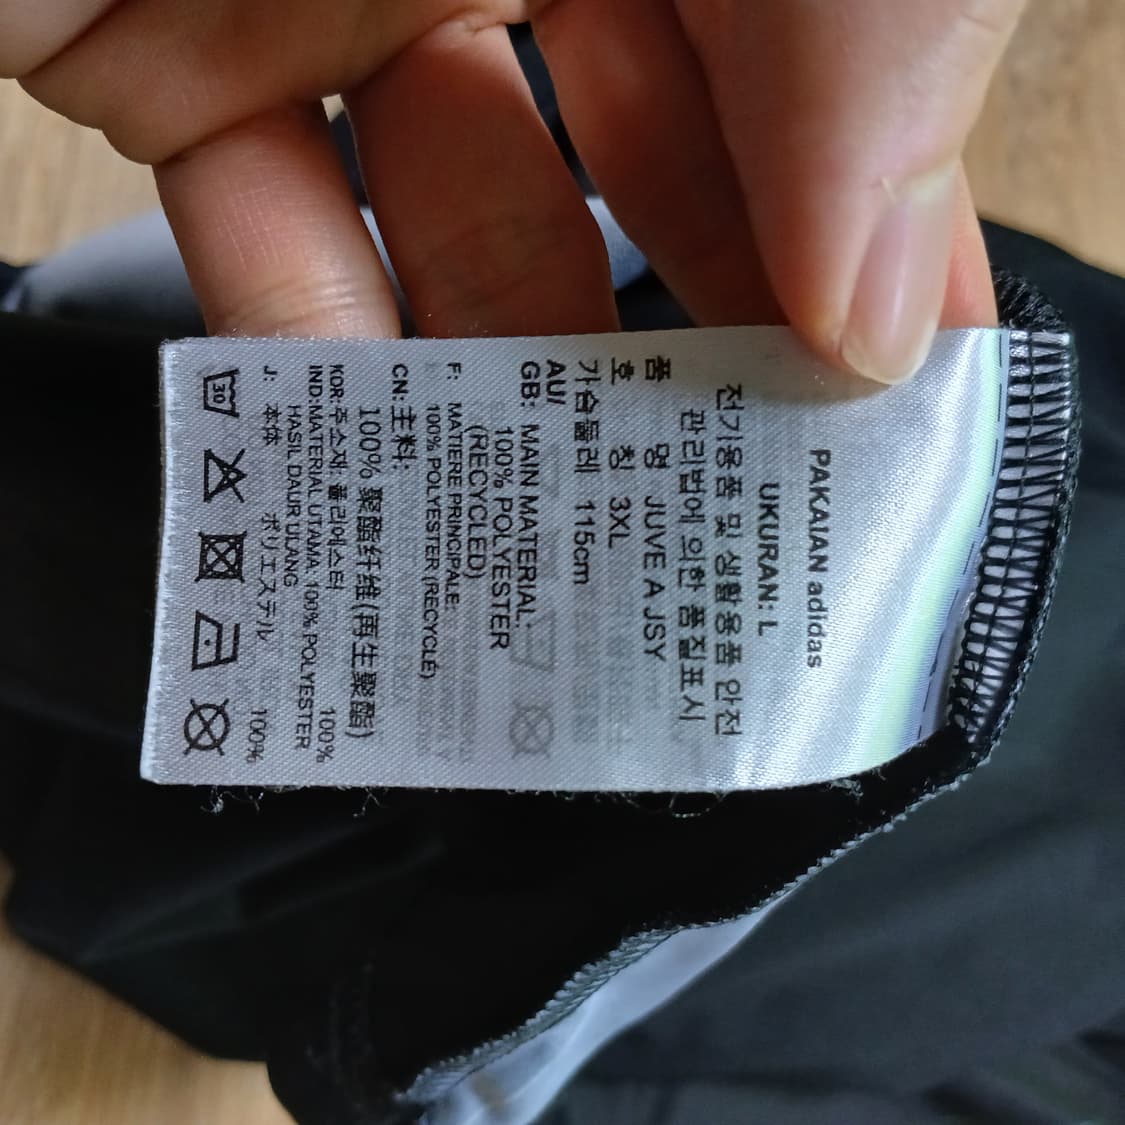 PAKAIAN adidas
UKURAN: L
전기용품 및 생활용품 안전
관리법에 의한 품질표시
품 명 JUVE A JSY
호 칭 3XL
가슴둘레 115cm
AU/
GB: MAIN MATERIAL:
100% POLYESTER
(RECYCLED)
F: MATIERE PRINCIPALE:
100% POLYESTER (RECYCLÉ)
CN:主料:
100% 聚酯纤维(再生聚酯)
KOR:주소재: 폴리에스터 100%
IND:MATERIAL UTAMA, 100% POLYESTER
HASIL DAUR ULANG
J: 本体 ポリエステル 100%
30